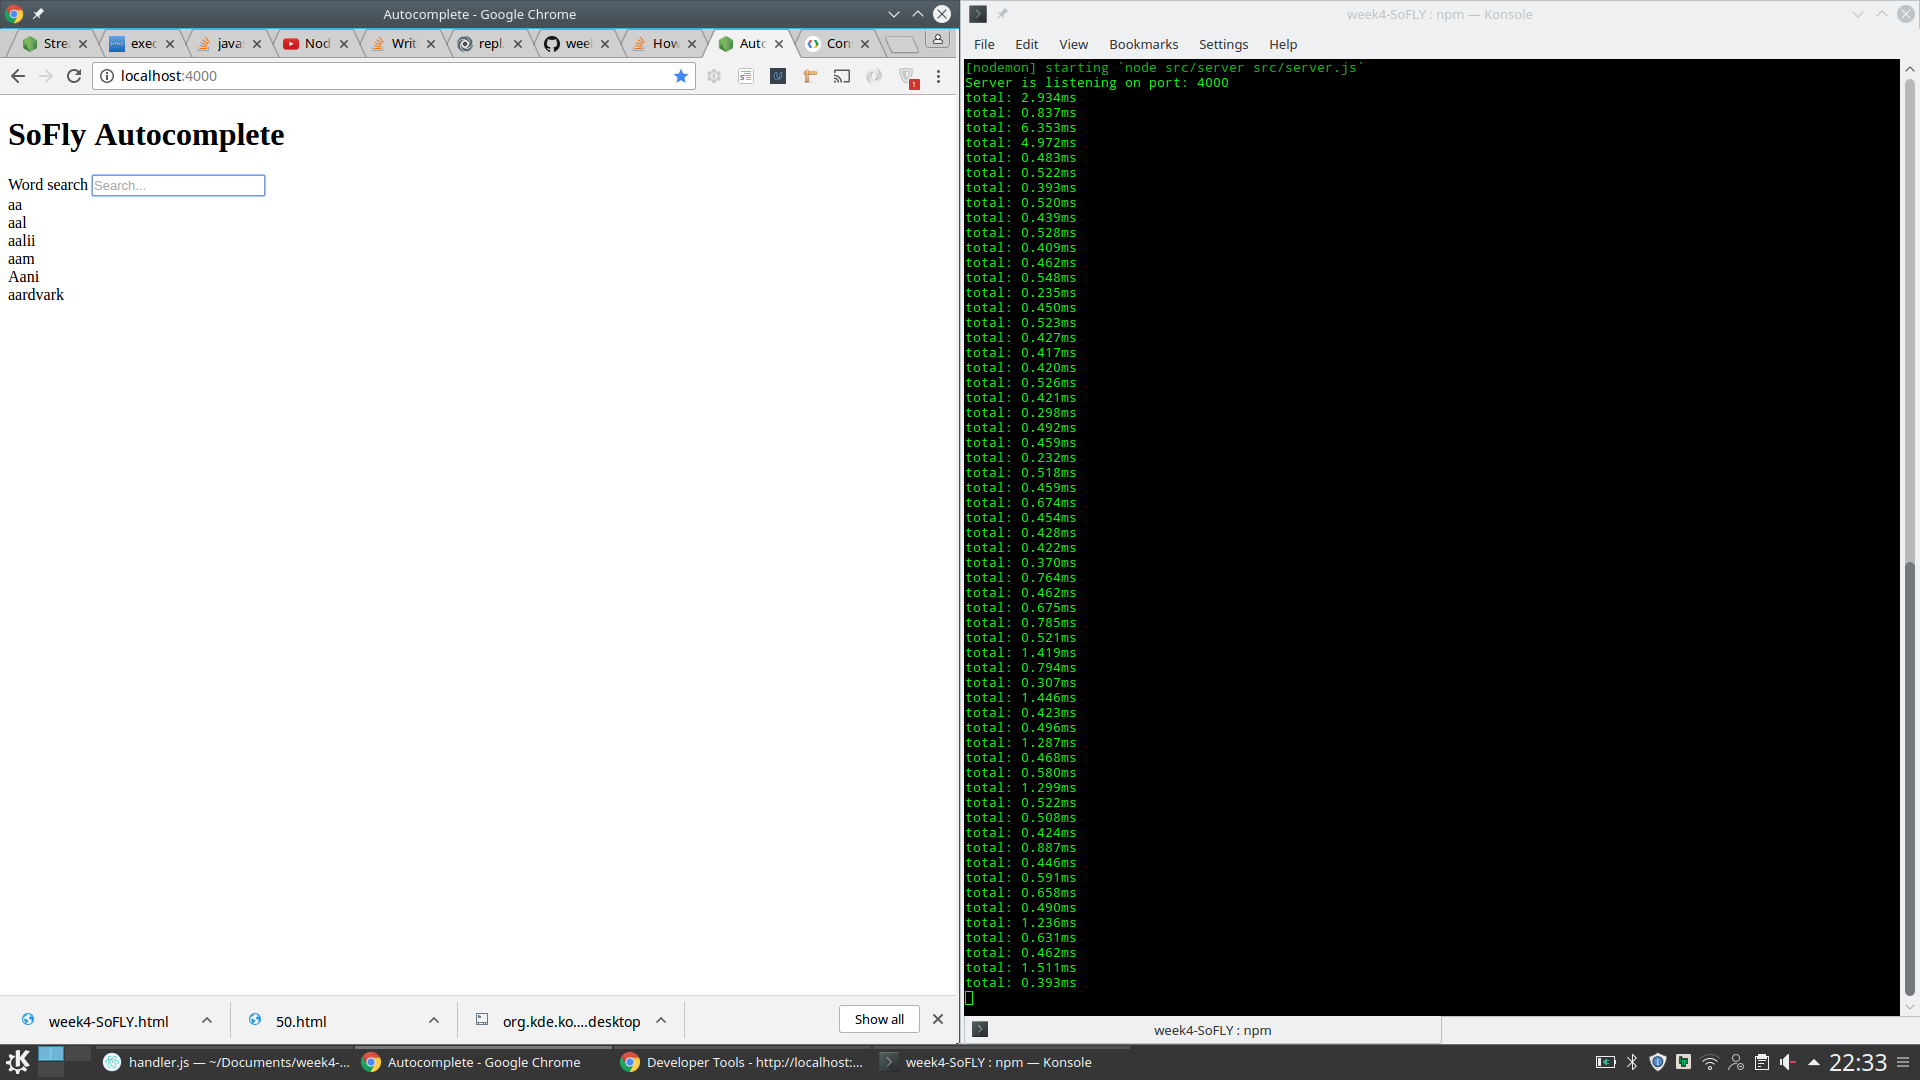 Autocomplete - Google Chrome
Stre
exec
java
Nod
Writ
repl.
wee
How
Auto
Con
localhost:4000
1
SoFly Autocomplete
Word search Search...
aa
aal
aalii
aam
Aani
aardvark
week4-SoFLY.html
50.html
org.kde.ko....desktop
Show all
week4-SoFLY : npm — Konsole
File Edit View Bookmarks Settings Help
[nodemon] starting `node src/server src/server.js`
Server is listening on port: 4000
total: 2.934ms
total: 0.837ms
total: 6.353ms
total: 4.972ms
total: 0.483ms
total: 0.522ms
total: 0.393ms
total: 0.520ms
total: 0.439ms
total: 0.528ms
total: 0.409ms
total: 0.462ms
total: 0.548ms
total: 0.235ms
total: 0.450ms
total: 0.523ms
total: 0.427ms
total: 0.417ms
total: 0.420ms
total: 0.526ms
total: 0.421ms
total: 0.298ms
total: 0.492ms
total: 0.459ms
total: 0.232ms
total: 0.518ms
total: 0.459ms
total: 0.674ms
total: 0.454ms
total: 0.428ms
total: 0.422ms
total: 0.370ms
total: 0.764ms
total: 0.462ms
total: 0.675ms
total: 0.785ms
total: 0.521ms
total: 1.419ms
total: 0.794ms
total: 0.307ms
total: 1.446ms
total: 0.423ms
total: 0.496ms
total: 1.287ms
total: 0.468ms
total: 0.580ms
total: 1.299ms
total: 0.522ms
total: 0.508ms
total: 0.424ms
total: 0.887ms
total: 0.446ms
total: 0.591ms
total: 0.658ms
total: 0.490ms
total: 1.236ms
total: 0.631ms
total: 0.462ms
total: 1.511ms
total: 0.393ms
week4-SoFLY : npm
handler.js — ~/Documents/week4-...
Autocomplete - Google Chrome
Developer Tools - http://localhost:...
week4-SoFLY : npm — Konsole
22:33